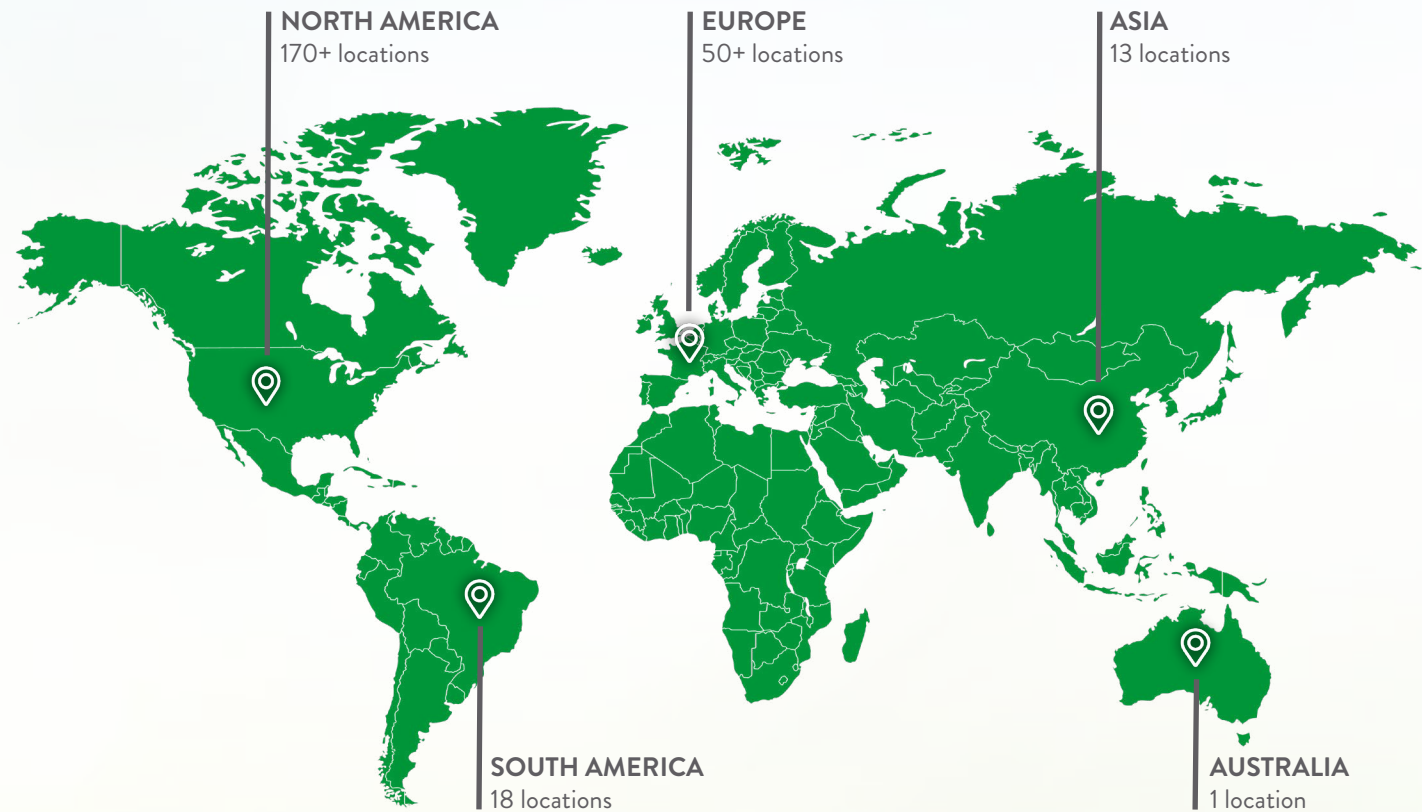 NORTH AMERICA
170+ locations
EUROPE
50+ locations
ASIA
13 locations
SOUTH AMERICA
18 locations
AUSTRALIA
1 location